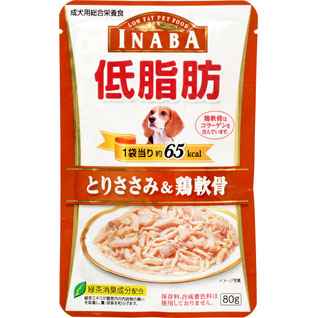 成犬用総合栄養食
LOW FAT PET FOOD
INABA
低脂肪
鶏軟骨は
コラーゲンを
含んでいます。
1袋当り約65kcal
とりささみ&鶏軟骨
イメージ写真
緑茶消臭成分配合
保存料、合成着色料は
使用しておりません。
80g